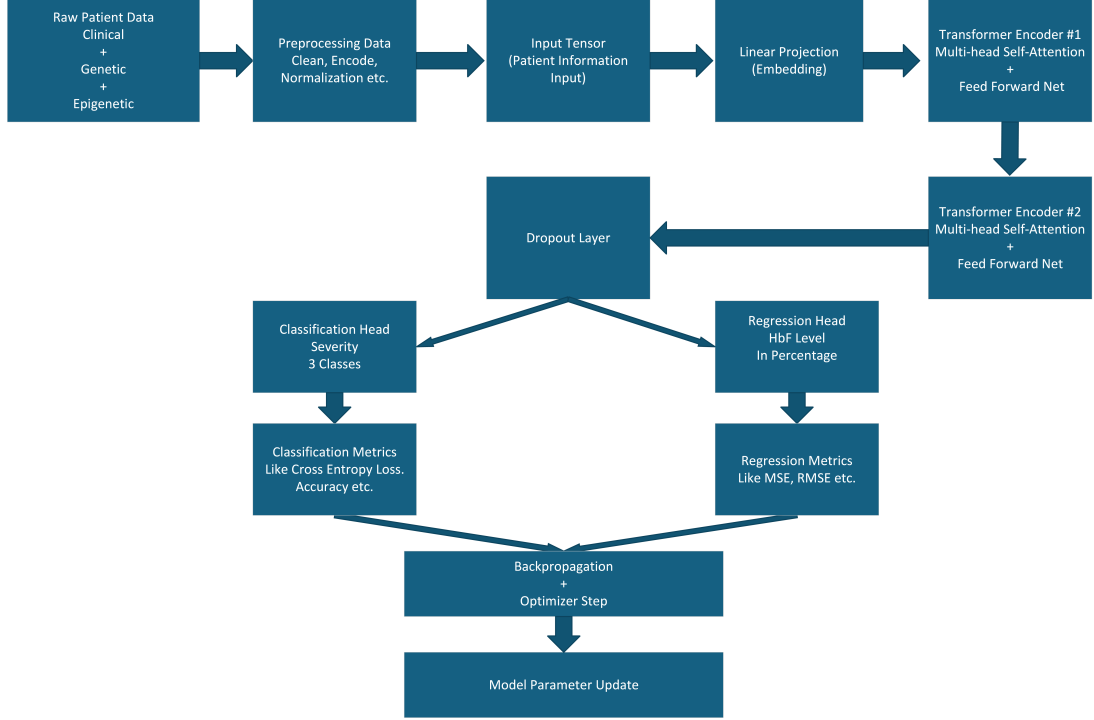 Raw Patient Data
Clinical
+
Genetic
+
Epigenetic
Preprocessing Data
Clean, Encode,
Normalization etc.
Input Tensor
(Patient Information
Input)
Linear Projection
(Embedding)
Transformer Encoder #1
Multi-head Self-Attention
+
Feed Forward Net
Transformer Encoder #2
Multi-head Self-Attention
+
Feed Forward Net
Dropout Layer
Classification Head
Severity
3 Classes
Regression Head
HbF Level
In Percentage
Classification Metrics
Like Cross Entropy Loss.
Accuracy etc.
Regression Metrics
Like MSE, RMSE etc.
Backpropagation
+
Optimizer Step
Model Parameter Update